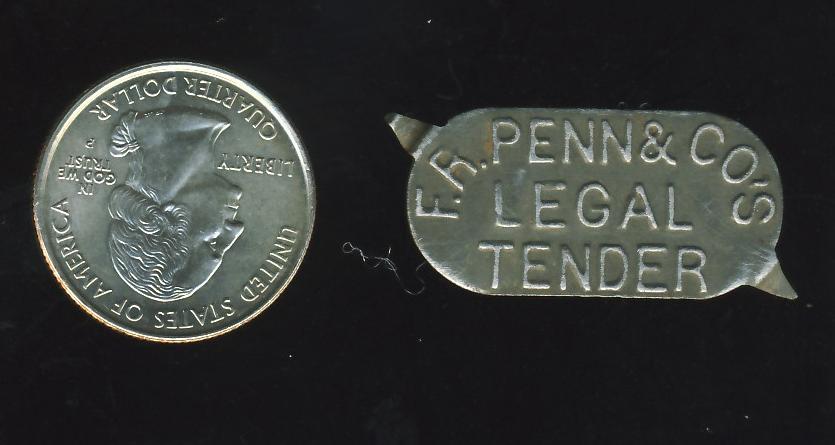 UNITED STATES OF AMERICA
LIBERTY
IN
GOD WE
TRUST
P
QUARTER DOLLAR
F.R. PENN & CO'S.
LEGAL
TENDER